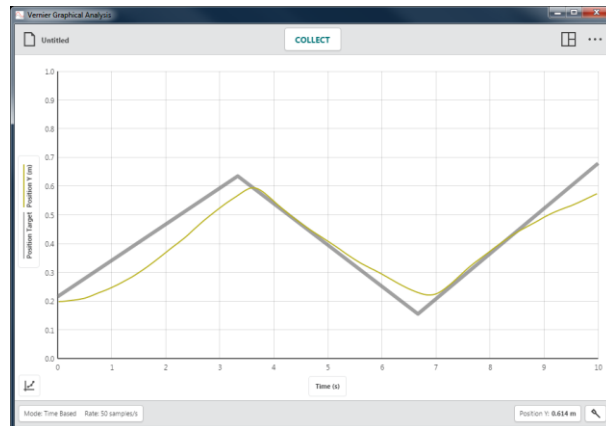 Vernier Graphical Analysis
Untitled
COLLECT
1.0
0.9
0.8
0.7
0.6
0.5
0.4
0.3
0.2
0.1
0.0
Position Target
Position Y (m)
0 1 2 3 4 5 6 7 8 9 10
Time (s)
Mode: Time Based Rate: 50 samples/s
Position Y: 0.614 m